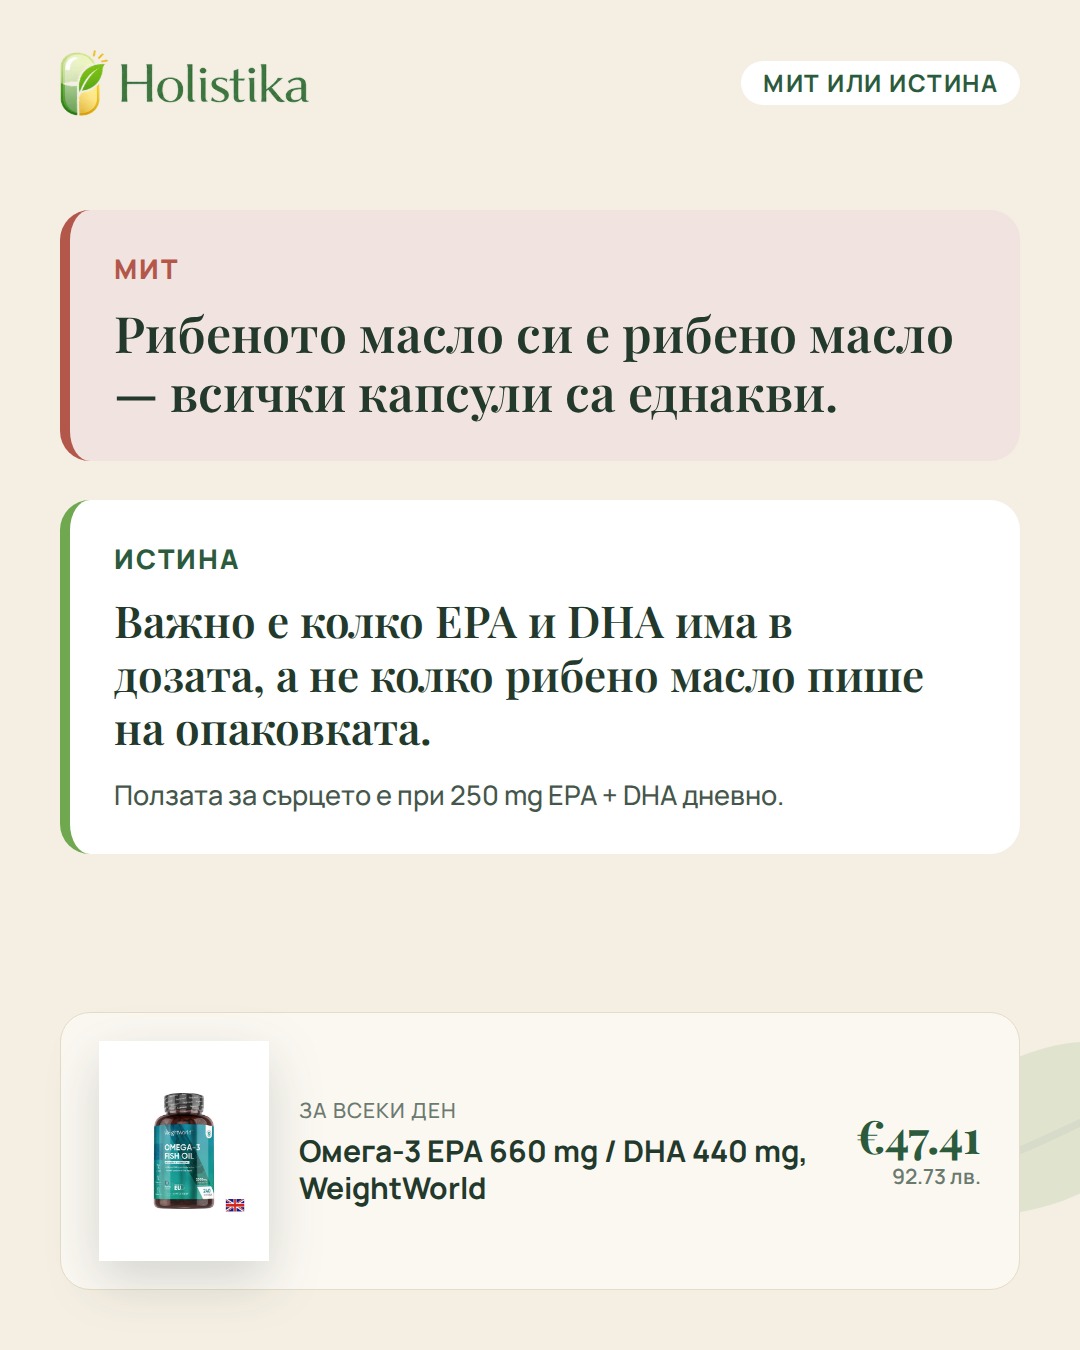 Holistika
МИТ ИЛИ ИСТИНА
МИТ
Рибеното масло си е рибено масло
— всички капсули са еднакви.
ИСТИНА
Важно е колко EPA и DHA има в
дозата, а не колко рибено масло пише
на опаковката.
Ползата за сърцето е при 250 mg EPA + DHA дневно.
OMEGA-3
FISH OIL
EU
240
ЗА ВСЕКИ ДЕН
Омега-3 EPA 660 mg / DHA 440 mg,
WeightWorld
€47.41
92.73 лв.